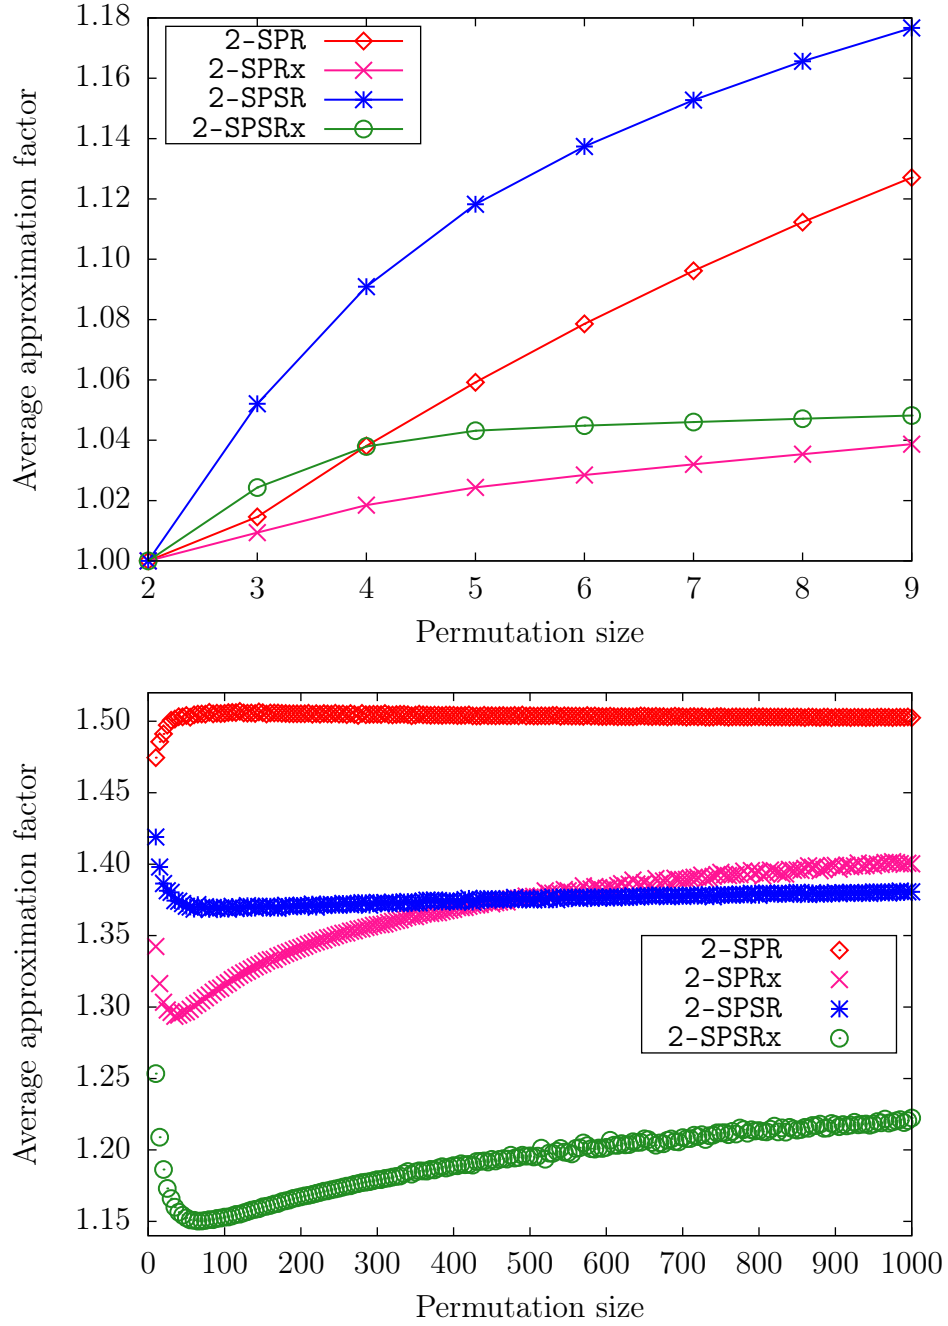 1.18
1.16
1.14
1.12
1.10
1.08
1.06
1.04
1.02
1.00
Average approximation factor
2-SPR
2-SPRx
2-SPSR
2-SPSRx
2 3 4 5 6 7 8 9
Permutation size
1.50
1.45
1.40
1.35
1.30
1.25
1.20
1.15
Average approximation factor
2-SPR
2-SPRx
2-SPSR
2-SPSRx
0 100 200 300 400 500 600 700 800 900 1000
Permutation size